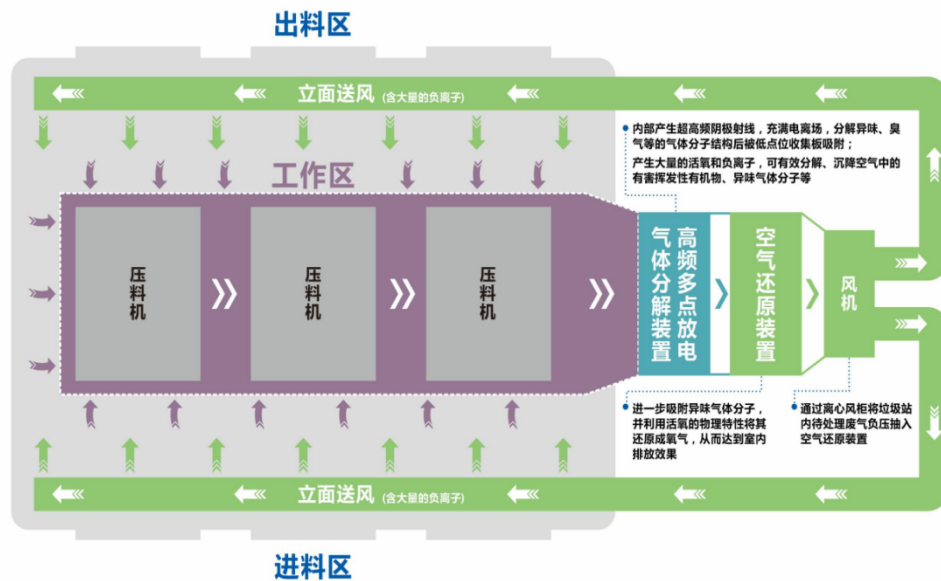 出料区
立面送风 (含大量的负离子)
内部产生超高频阴极射线，充满电离场，分解异味、臭
气等的气体分子结构后被低点位收集板吸附；
产生大量的活氧和负离子，可有效分解、沉降空气中的
有害挥发性有机物、异味气体分子等
工作区
压料机
压料机
压料机
高频多点放电
气体分解装置
空气还原装置
风机
进一步吸附异味气体分子，
并利用活氧的物理特性将其
还原成氧气，从而达到室内
排放效果
通过离心风柜将垃圾站
内待处理废气负压抽入
空气还原装置
立面送风 (含大量的负离子)
进料区